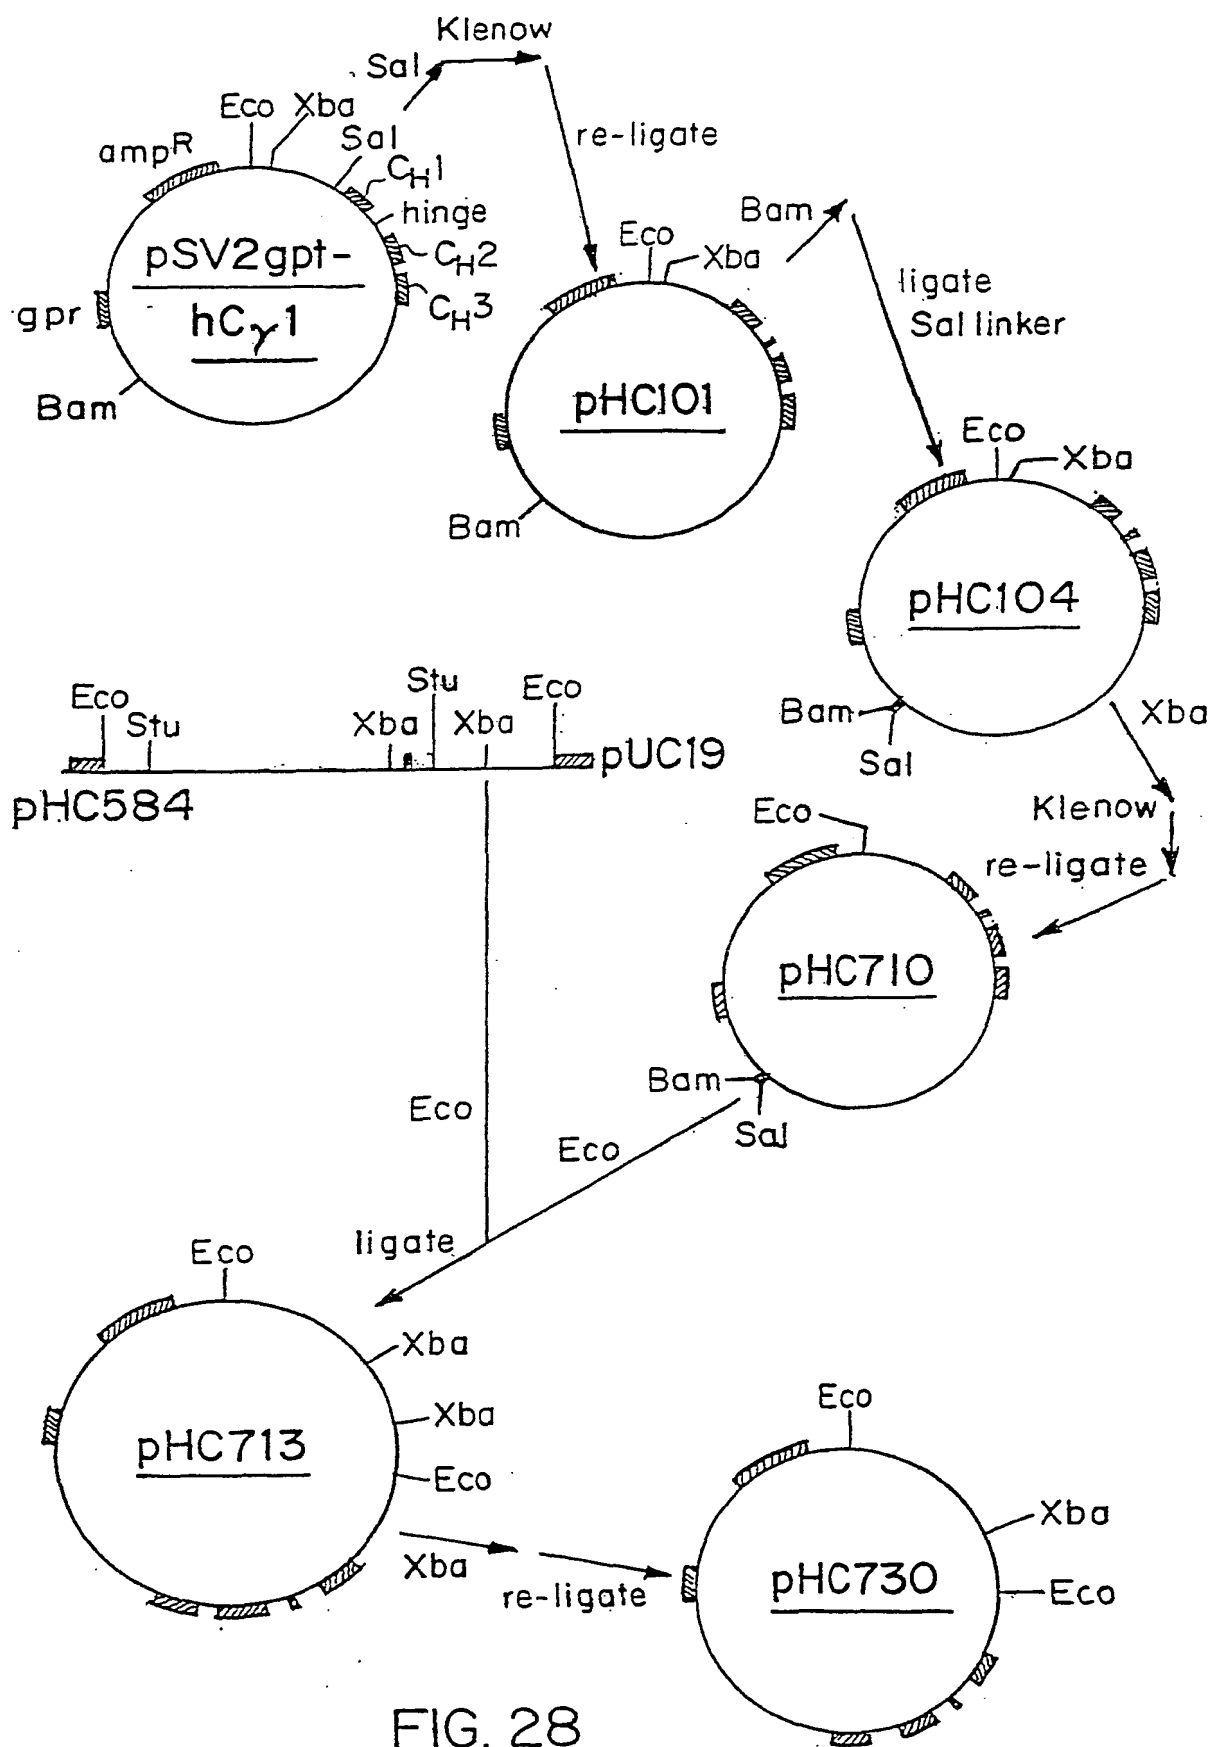 Klenow
Sal
Eco
Xba
Sal
ampR
re-ligate
CH1
hinge
CH2
CH3
pSV2gpt-
hCγ1
gpr
Bam
Eco
Xba
Bam
ligate
Sal linker
pHC101
Bam
Eco
Xba
pHC104
Bam
Sal
Xba
Klenow
re-ligate
Eco
Stu
Xba
Stu
Xba
Eco
pUC19
pHC584
Eco
pHC710
Bam
Sal
Eco
Eco
ligate
Eco
Xba
Xba
Eco
pHC713
Xba
re-ligate
Eco
Xba
Eco
pHC730
FIG. 28